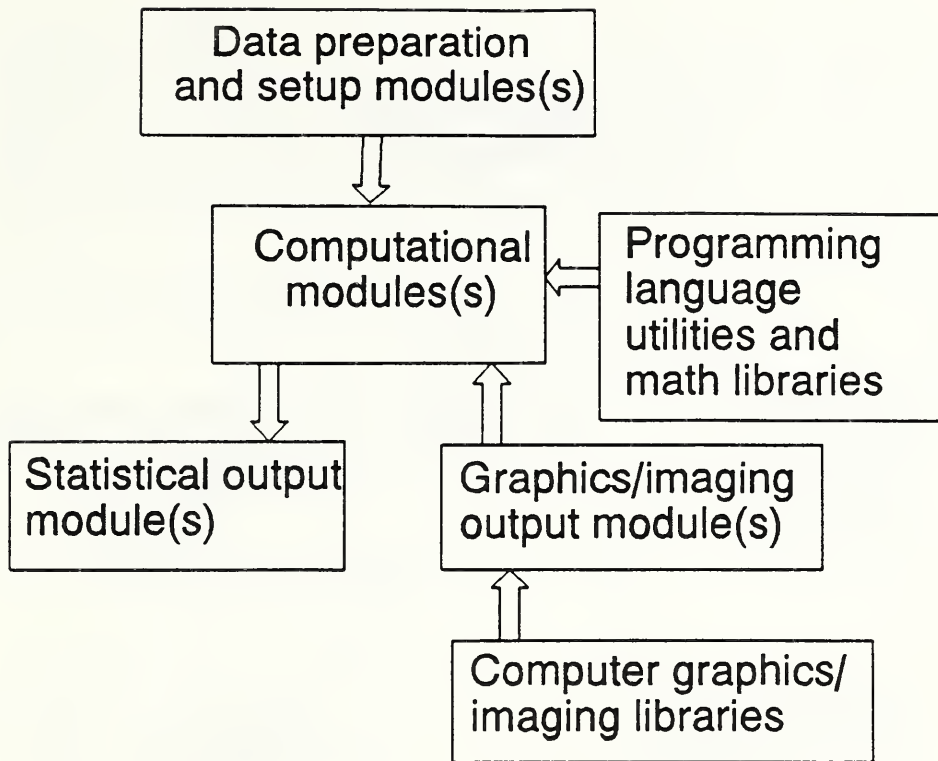 Data preparation
and setup modules(s)
Computational
modules(s)
Programming
language
utilities and
math libraries
Statistical output
module(s)
Graphics/imaging
output module(s)
Computer graphics/
imaging libraries